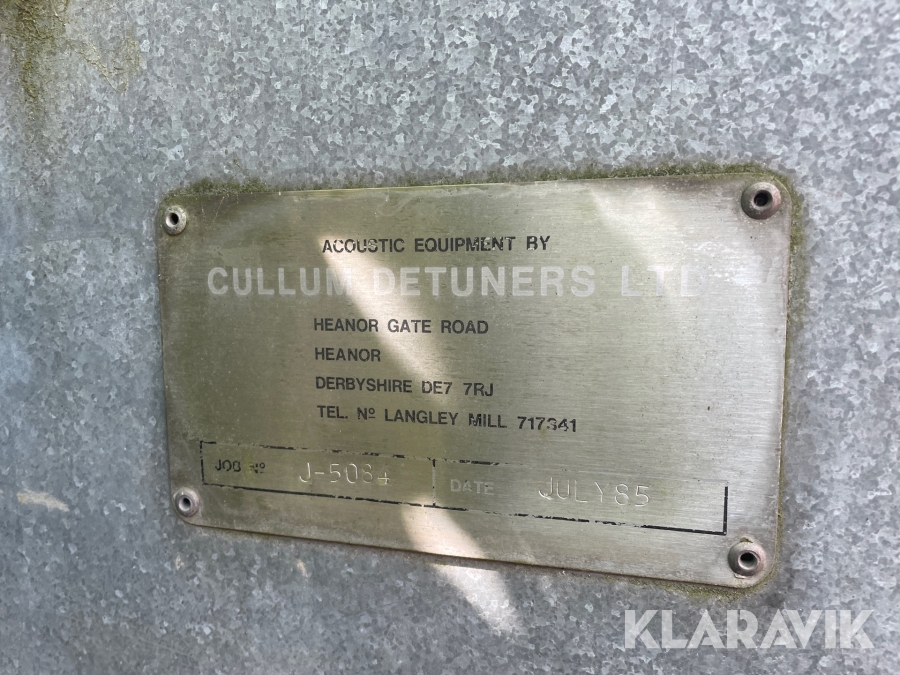 ACOUSTIC EQUIPMENT BY
CULLUM DETUNERS LTD
HEANOR GATE ROAD
HEANOR
DERBYSHIRE DE7 7RJ
TEL. Nº LANGLEY MILL 717341
JOB Nº J-5084 DATE JULY85
KLARAVIK